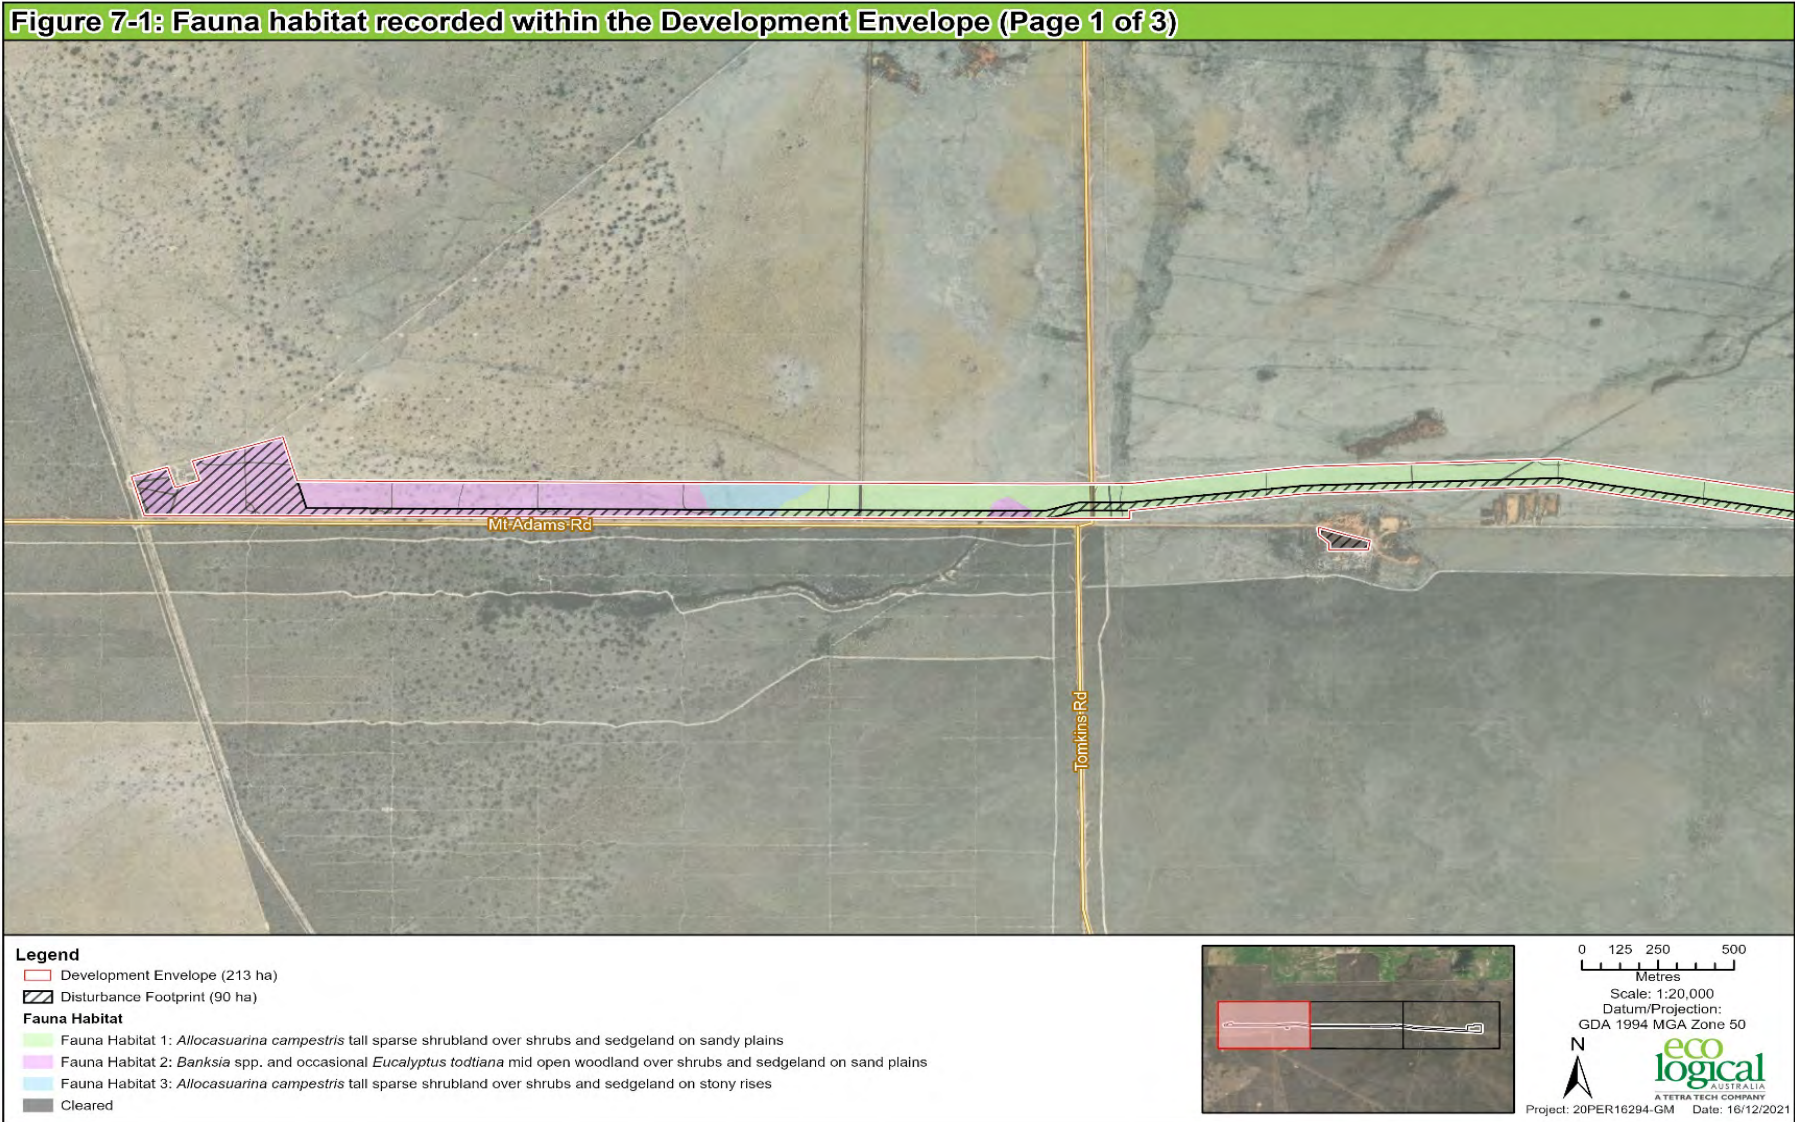 Figure 7-1: Fauna habitat recorded within the Development Envelope (Page 1 of 3)
Mt Adams Rd
Tomkins Rd
Legend
Development Envelope (213 ha)
Disturbance Footprint (90 ha)
Fauna Habitat
Fauna Habitat 1: Allocasuarina campestris tall sparse shrubland over shrubs and sedgeland on sandy plains
Fauna Habitat 2: Banksia spp. and occasional Eucalyptus todtiana mid open woodland over shrubs and sedgeland on sand plains
Fauna Habitat 3: Allocasuarina campestris tall sparse shrubland over shrubs and sedgeland on stony rises
Cleared
0 125 250 500
Metres
Scale: 1:20,000
Datum/Projection:
GDA 1994 MGA Zone 50
N
eco
logical
AUSTRALIA
A TETRA TECH COMPANY
Project: 20PER16294-GM Date: 16/12/2021